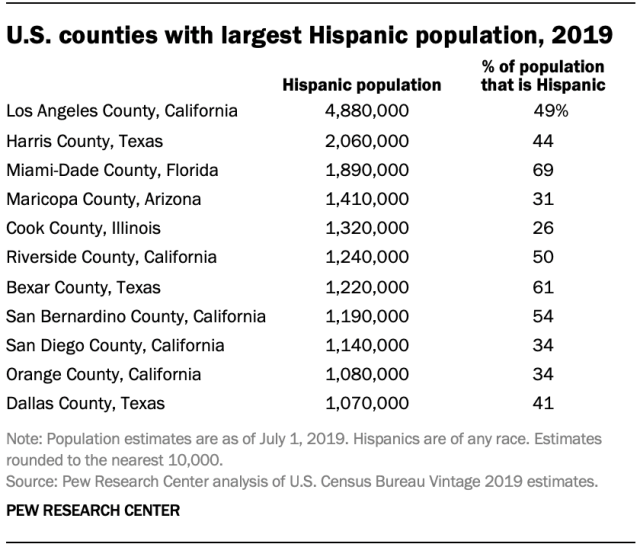 U.S. counties with largest Hispanic population, 2019
% of population
Hispanic population that is Hispanic
Los Angeles County, California 4,880,000 49%
Harris County, Texas 2,060,000 44
Miami-Dade County, Florida 1,890,000 69
Maricopa County, Arizona 1,410,000 31
Cook County, Illinois 1,320,000 26
Riverside County, California 1,240,000 50
Bexar County, Texas 1,220,000 61
San Bernardino County, California 1,190,000 54
San Diego County, California 1,140,000 34
Orange County, California 1,080,000 34
Dallas County, Texas 1,070,000 41
Note: Population estimates are as of July 1, 2019. Hispanics are of any race. Estimates
rounded to the nearest 10,000.
Source: Pew Research Center analysis of U.S. Census Bureau Vintage 2019 estimates.
PEW RESEARCH CENTER